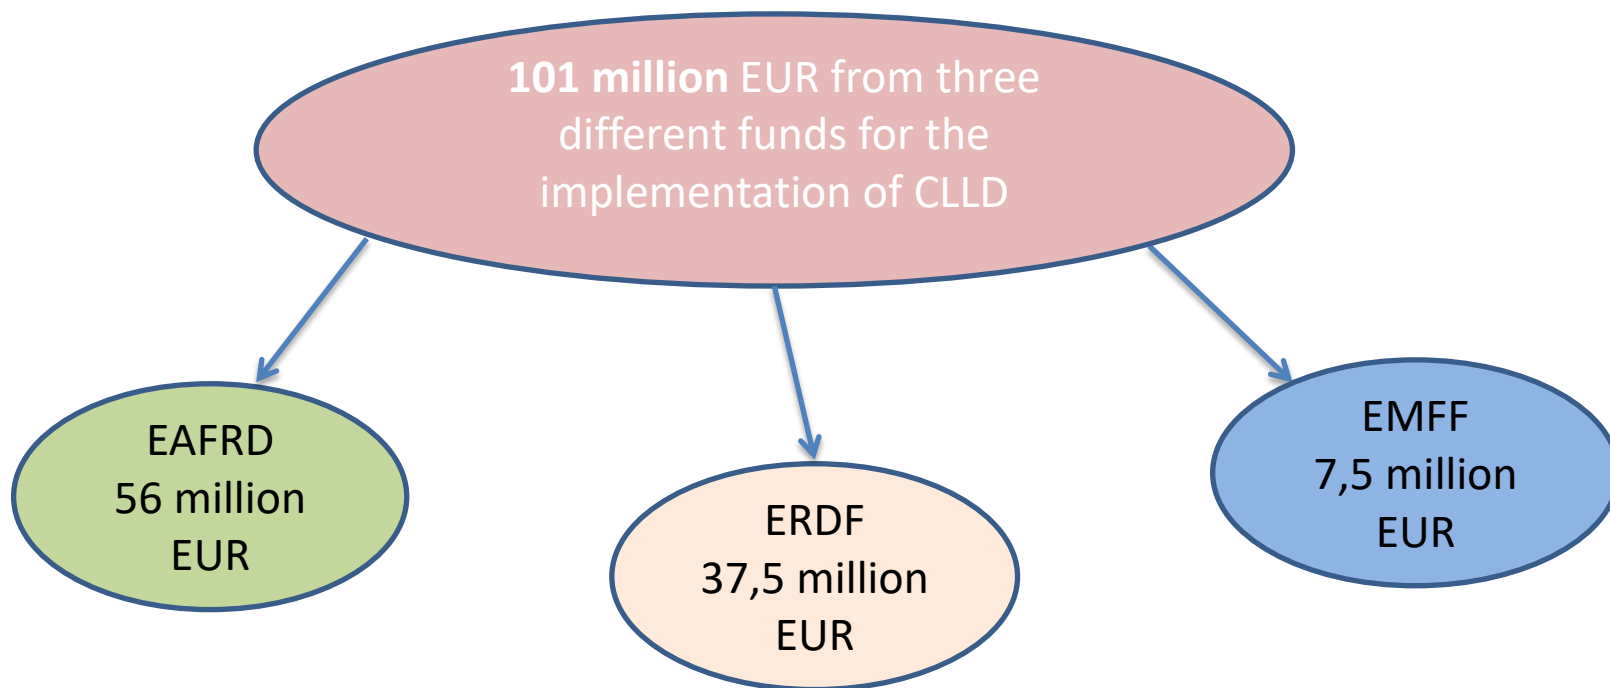 101 million EUR from three
different funds for the
implementation of CLLD
EAFRD
56 million
EUR
ERDF
37,5 million
EUR
EMFF
7,5 million
EUR